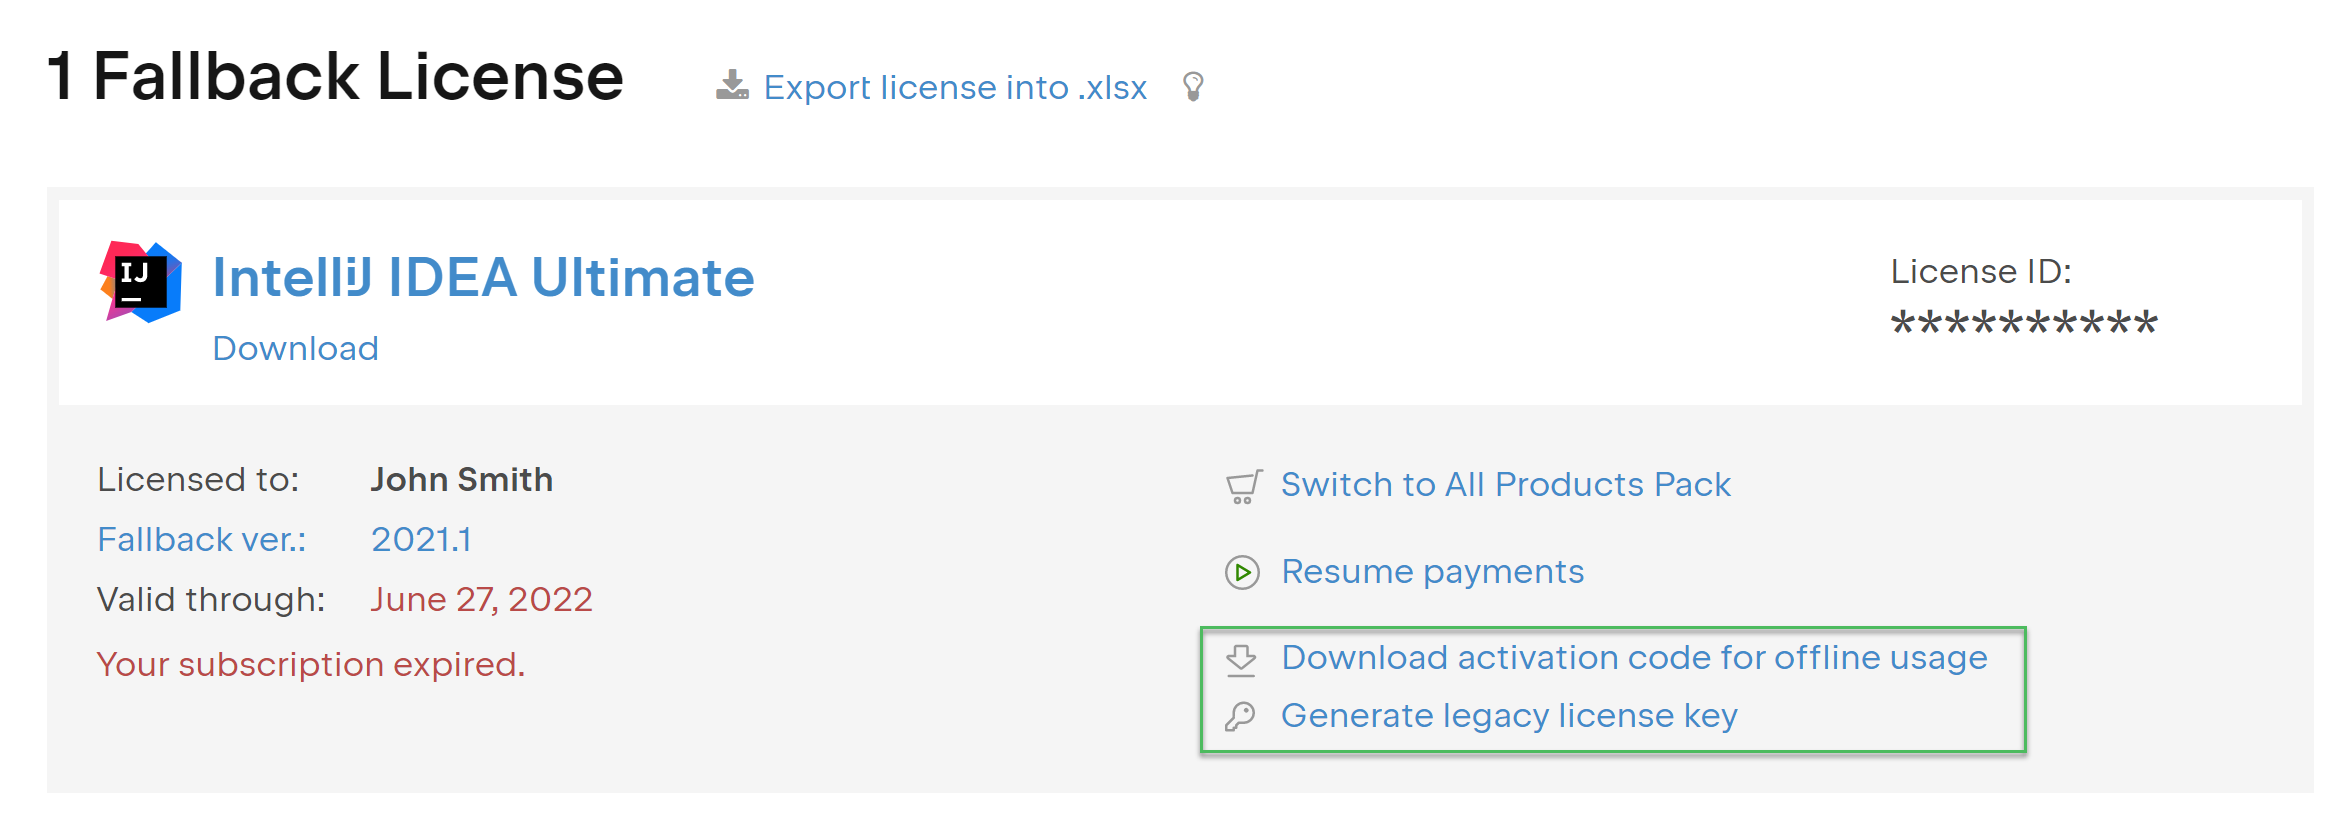 1 Fallback License
Export license into .xlsx
IJ
IntelliJ IDEA Ultimate
Download
License ID:
**********
Licensed to: John Smith
Fallback ver.: 2021.1
Valid through: June 27, 2022
Your subscription expired.
Switch to All Products Pack
Resume payments
Download activation code for offline usage
Generate legacy license key